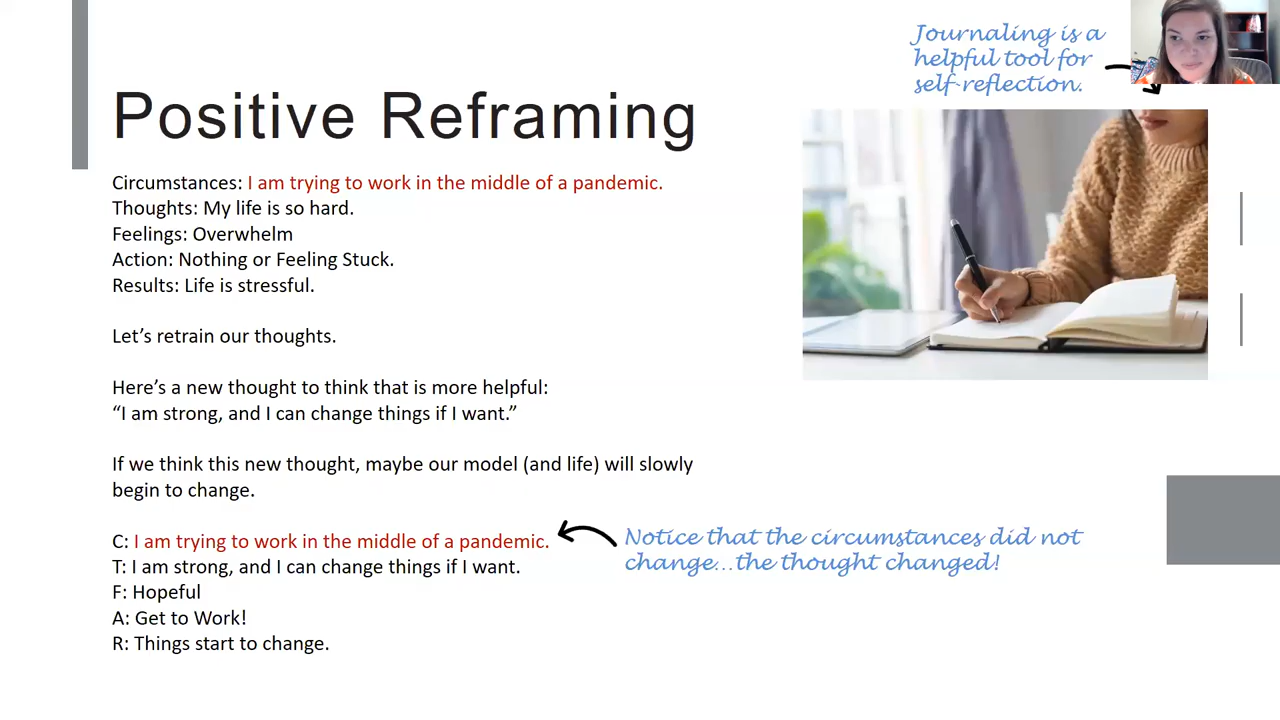 Journaling is a
helpful tool for
self-reflection.
Positive Reframing
Circumstances: I am trying to work in the middle of a pandemic.
Thoughts: My life is so hard.
Feelings: Overwhelm
Action: Nothing or Feeling Stuck.
Results: Life is stressful.
Let’s retrain our thoughts.
Here’s a new thought to think that is more helpful:
“I am strong, and I can change things if I want.”
If we think this new thought, maybe our model (and life) will slowly
begin to change.
C: I am trying to work in the middle of a pandemic.
T: I am strong, and I can change things if I want.
F: Hopeful
A: Get to Work!
R: Things start to change.
Notice that the circumstances did not
change...the thought changed!